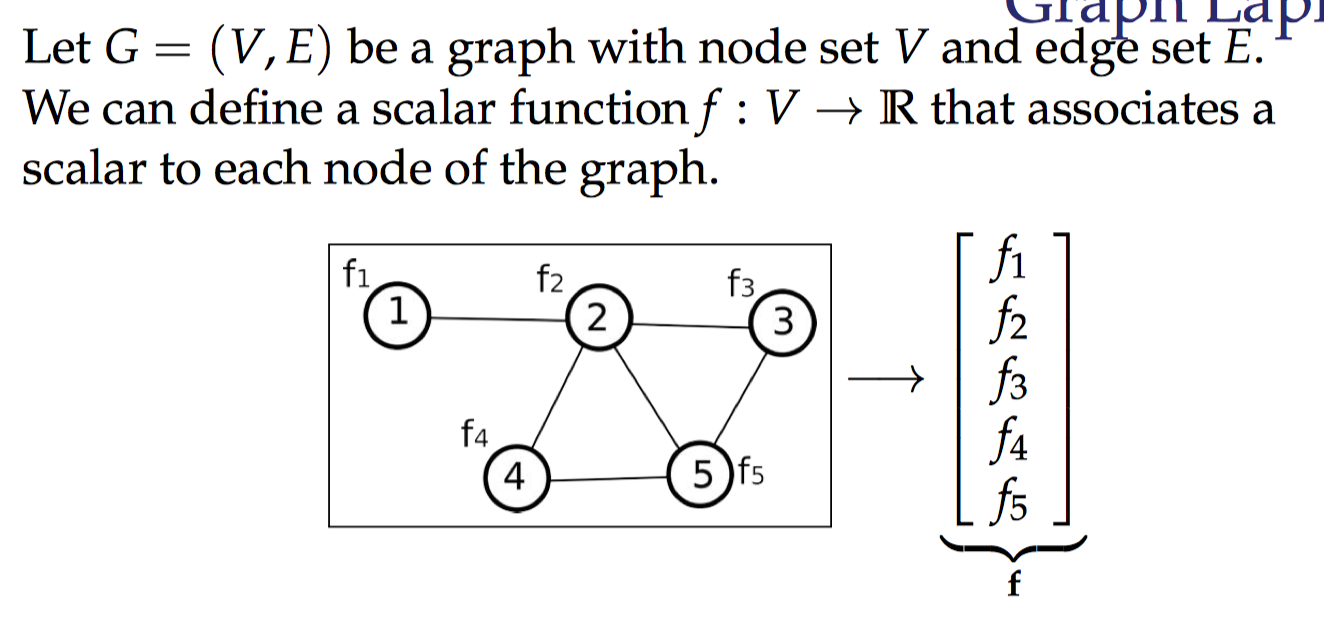 Graph Lapl
Let G = (V, E) be a graph with node set V and edge set E.
We can define a scalar function f : V → ℝ that associates a
scalar to each node of the graph.
f1
1
f2
2
f3
3
f4
4
5
f5
→
f1
f2
f3
f4
f5
f